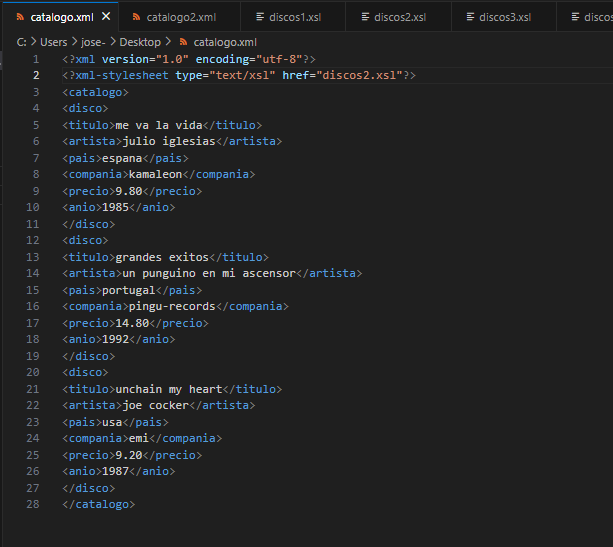 catalogo.xml
catalogo2.xml
discos1.xsl
discos2.xsl
discos3.xsl
discos
C: > Users > jose- > Desktop > catalogo.xml
1 <?xml version="1.0" encoding="utf-8"?>
2 <?xml-stylesheet type="text/xsl" href="discos2.xsl"?>
3 <catalogo>
4 <disco>
5 <titulo>me va la vida</titulo>
6 <artista>julio iglesias</artista>
7 <pais>espana</pais>
8 <compania>kamaleon</compania>
9 <precio>9.80</precio>
10 <anio>1985</anio>
11 </disco>
12 <disco>
13 <titulo>grandes exitos</titulo>
14 <artista>un punguino en mi ascensor</artista>
15 <pais>portugal</pais>
16 <compania>pingu-records</compania>
17 <precio>14.80</precio>
18 <anio>1992</anio>
19 </disco>
20 <disco>
21 <titulo>unchain my heart</titulo>
22 <artista>joe cocker</artista>
23 <pais>usa</pais>
24 <compania>emi</compania>
25 <precio>9.20</precio>
26 <anio>1987</anio>
27 </disco>
28 </catalogo>